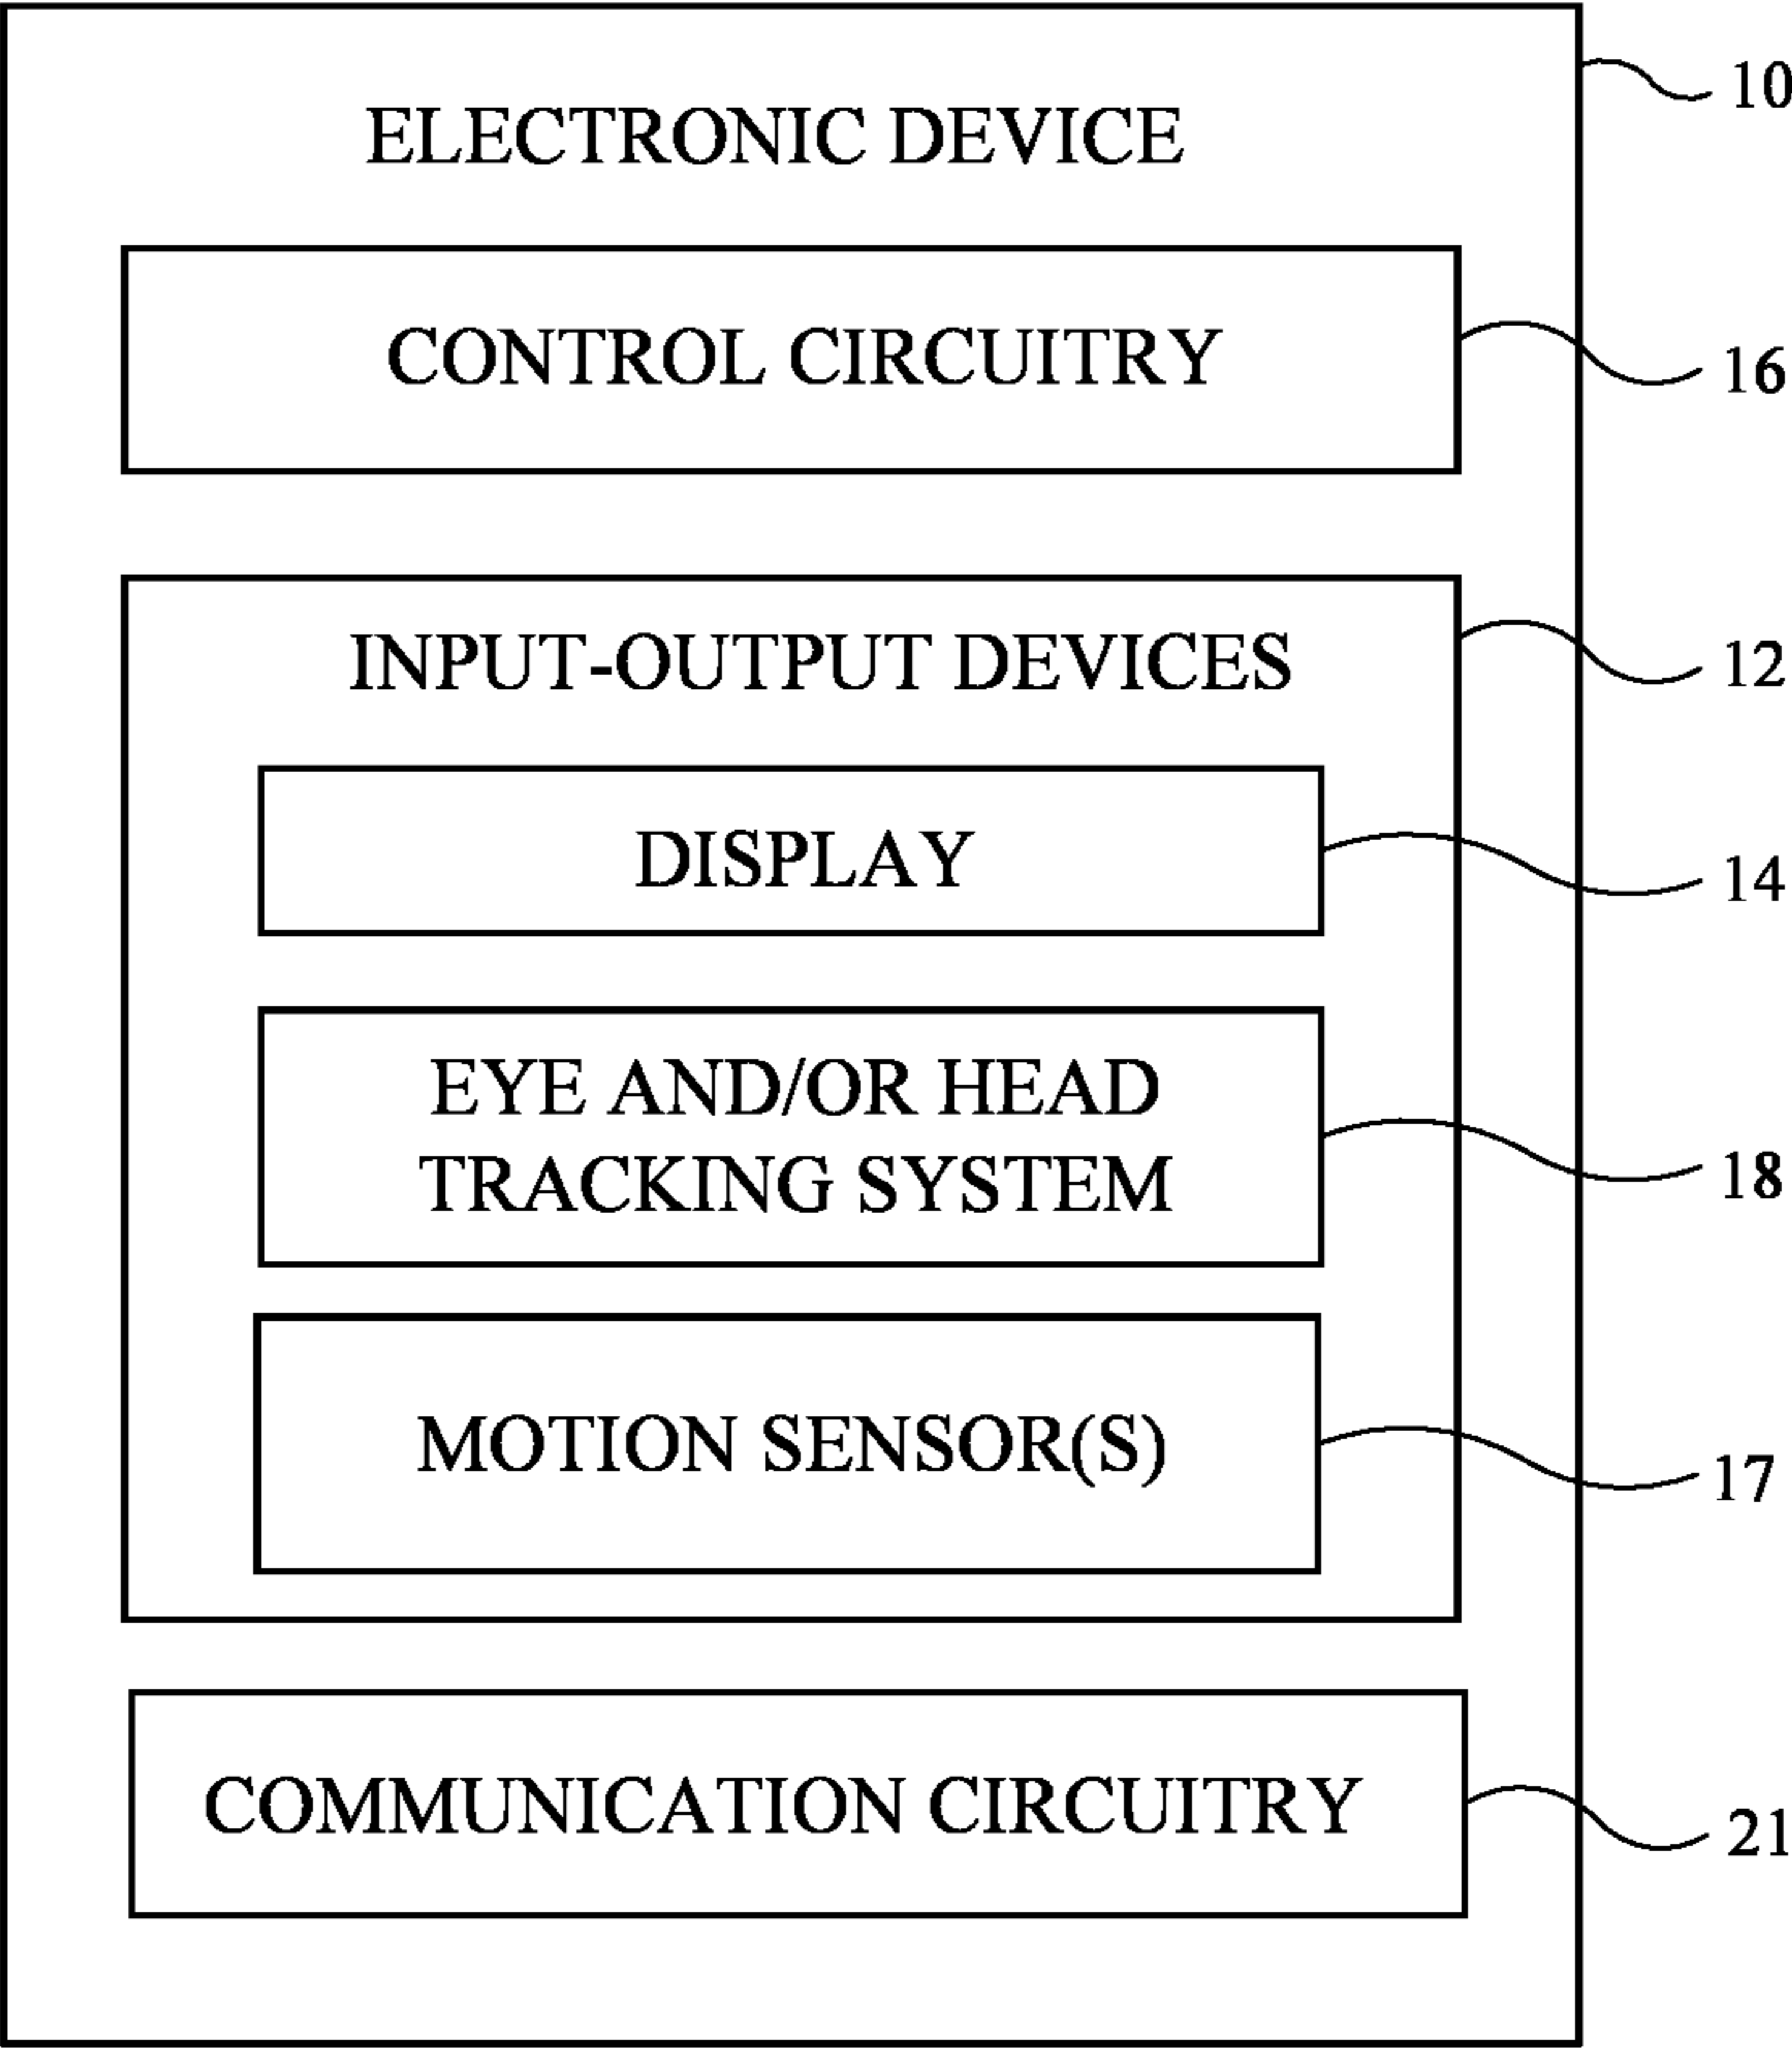 ELECTRONIC DEVICE
10
CONTROL CIRCUITRY
16
INPUT-OUTPUT DEVICES
12
DISPLAY
14
EYE AND/OR HEAD
TRACKING SYSTEM
18
MOTION SENSOR(S)
17
COMMUNICATION CIRCUITRY
21